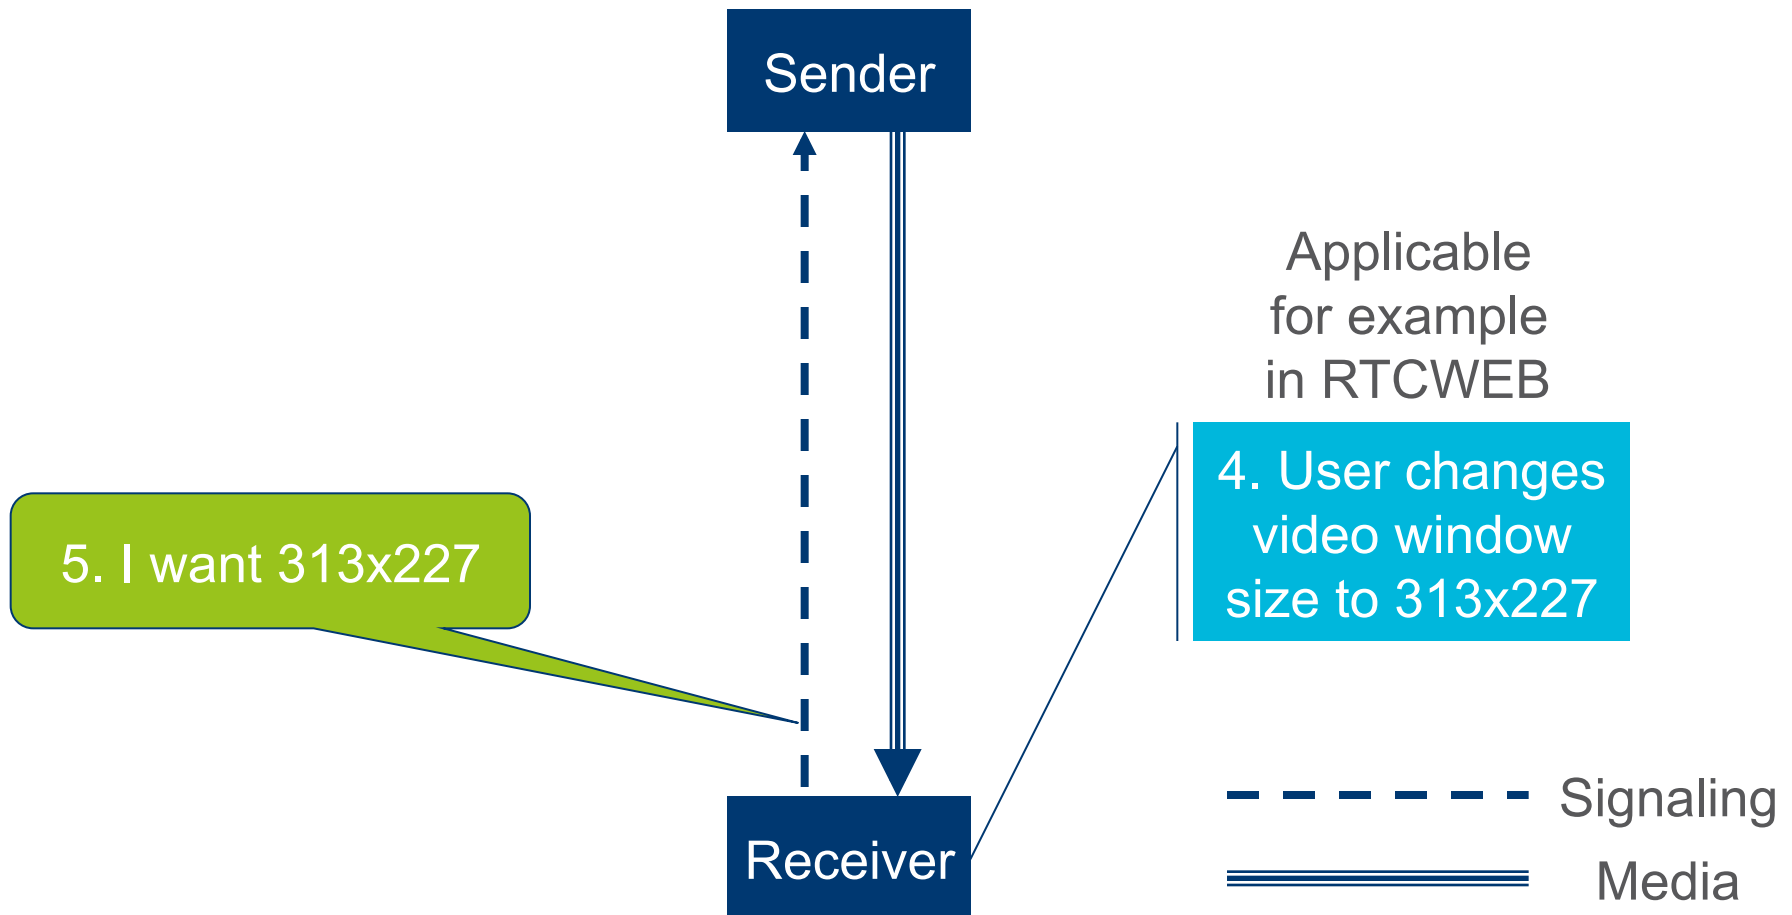 Sender
Applicable
for example
in RTCWEB
4. User changes
video window
size to 313x227
5. I want 313x227
Receiver
Signaling
Media